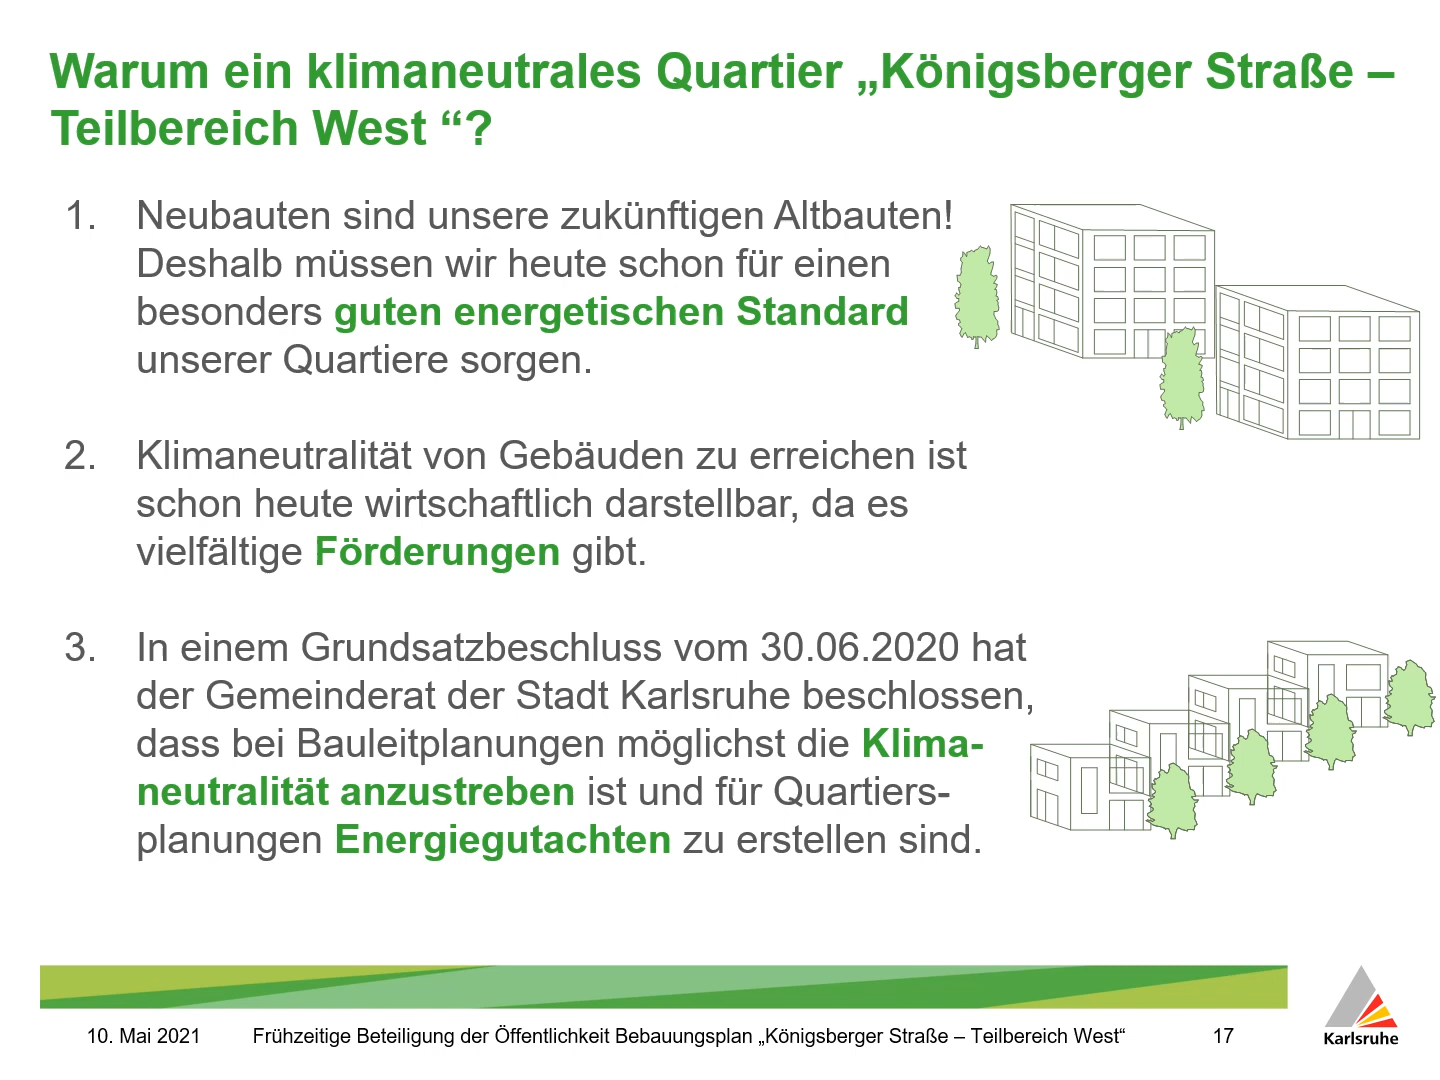 Warum ein klimaneutrales Quartier „Königsberger Straße –
Teilbereich West “?
1. Neubauten sind unsere zukünftigen Altbauten!
Deshalb müssen wir heute schon für einen
besonders guten energetischen Standard
unserer Quartiere sorgen.
2. Klimaneutralität von Gebäuden zu erreichen ist
schon heute wirtschaftlich darstellbar, da es
vielfältige Förderungen gibt.
3. In einem Grundsatzbeschluss vom 30.06.2020 hat
der Gemeinderat der Stadt Karlsruhe beschlossen,
dass bei Bauleitplanungen möglichst die Klima-
neutralität anzustreben ist und für Quartiers-
planungen Energiegutachten zu erstellen sind.
10. Mai 2021 Frühzeitige Beteiligung der Öffentlichkeit Bebauungsplan „Königsberger Straße – Teilbereich West“ 17
Karlsruhe